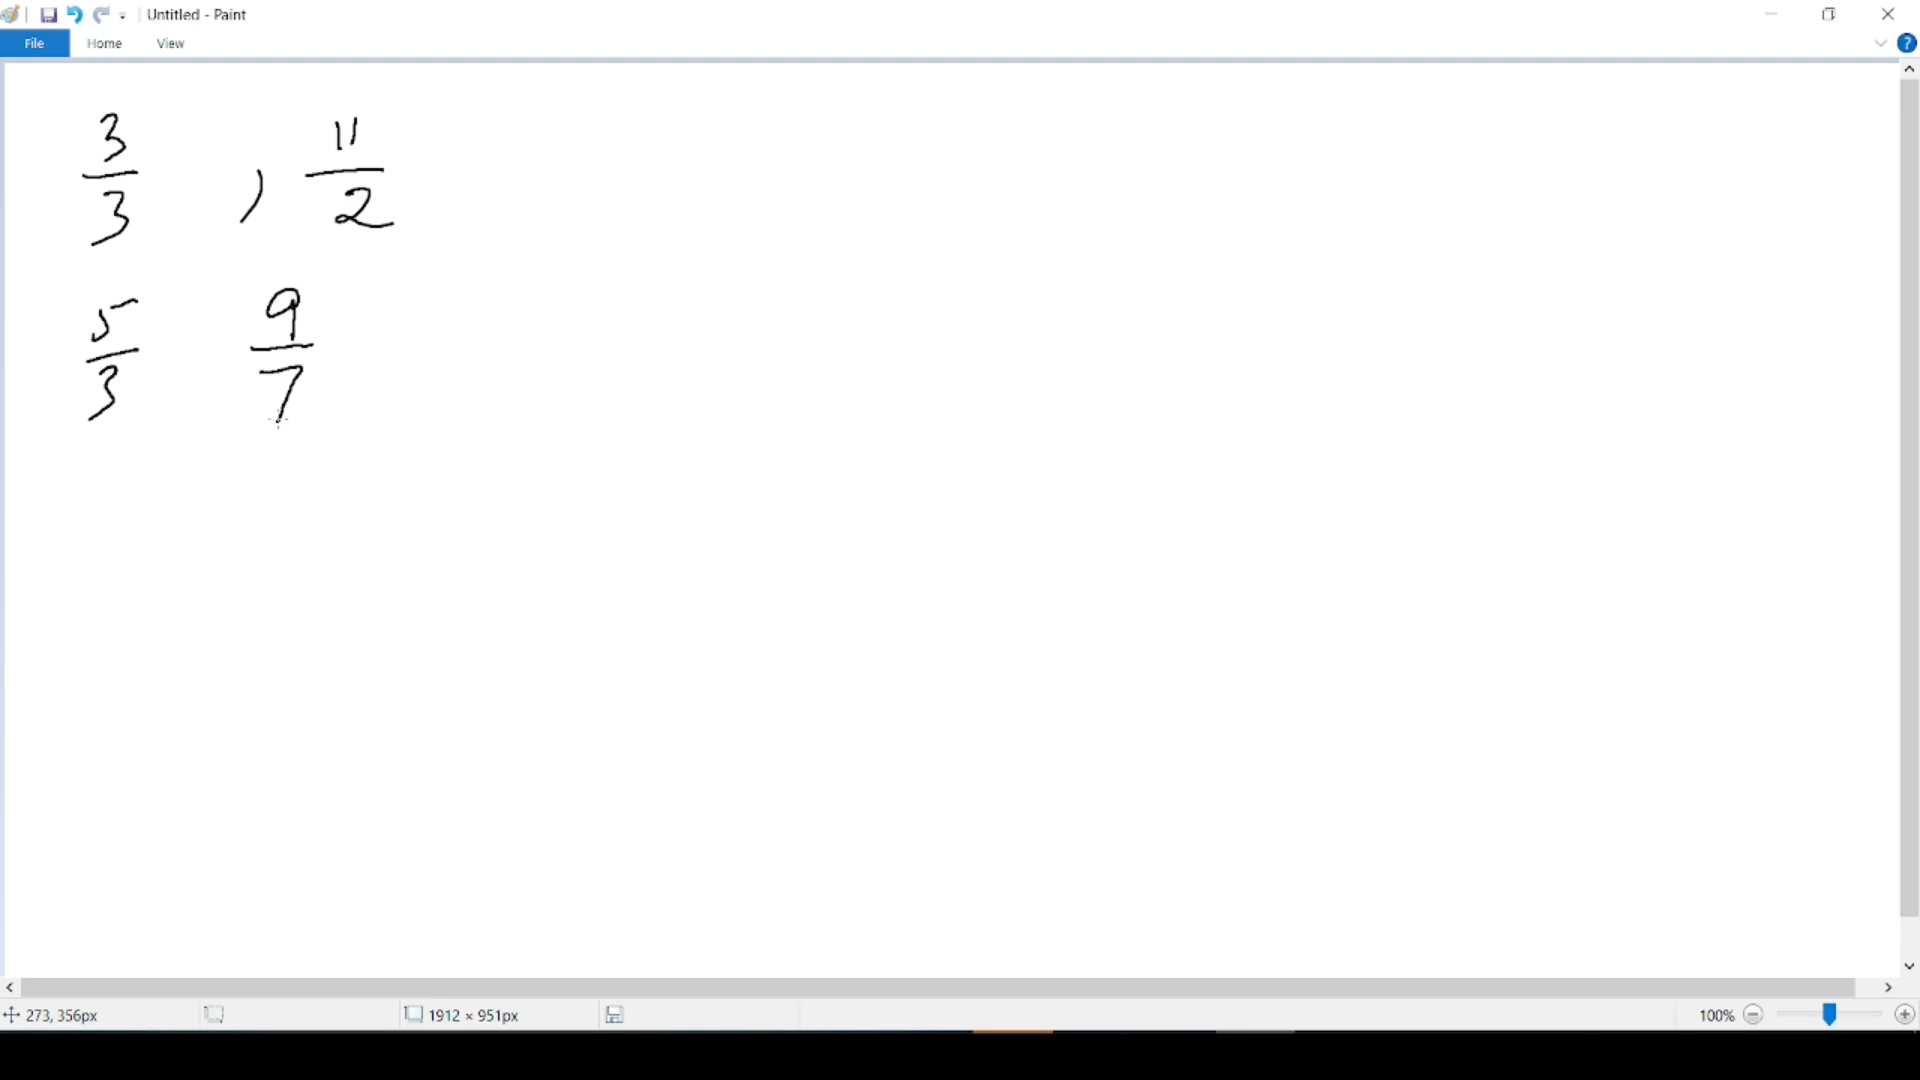 Untitled - Paint
File Home View
3/3 , 11/2
5/3 9/7
273, 356px 1912 × 951px 100%